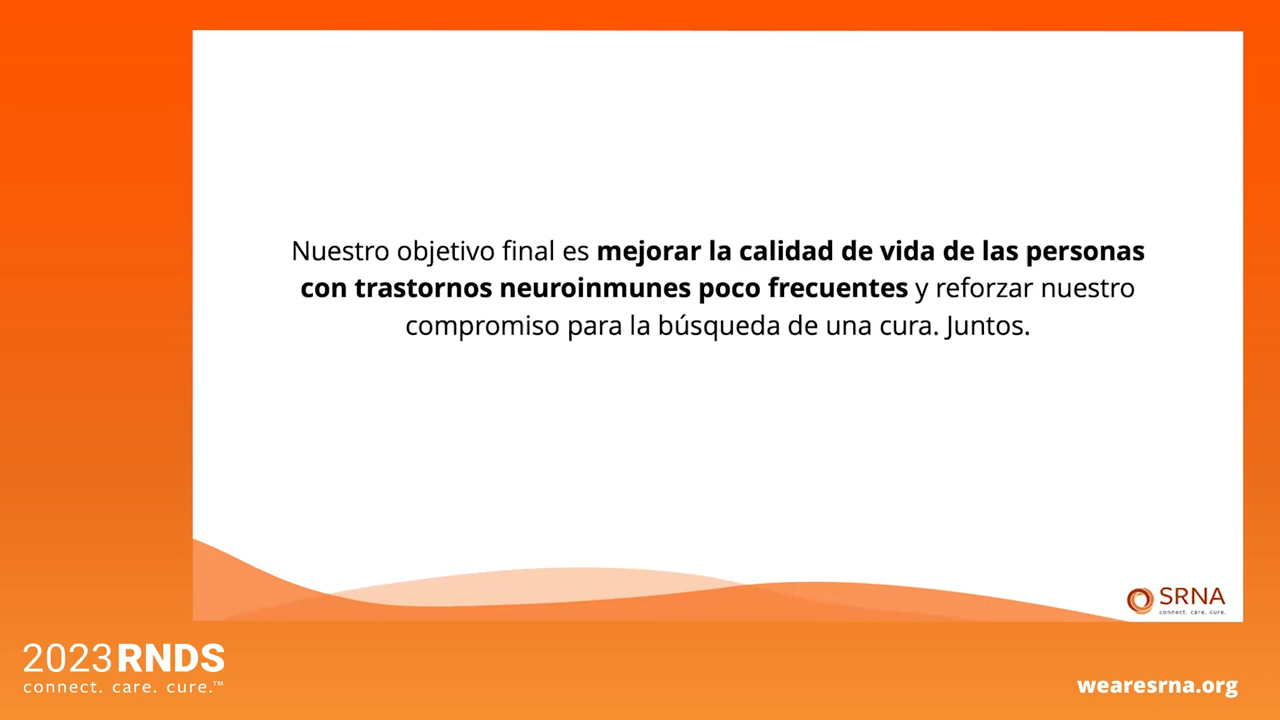 Nuestro objetivo final es mejorar la calidad de vida de las personas
con trastornos neuroinmunes poco frecuentes y reforzar nuestro
compromiso para la búsqueda de una cura. Juntos.
SRNA
connect. care. cure.
2023RNDS
connect. care. cure.™
wearesrna.org